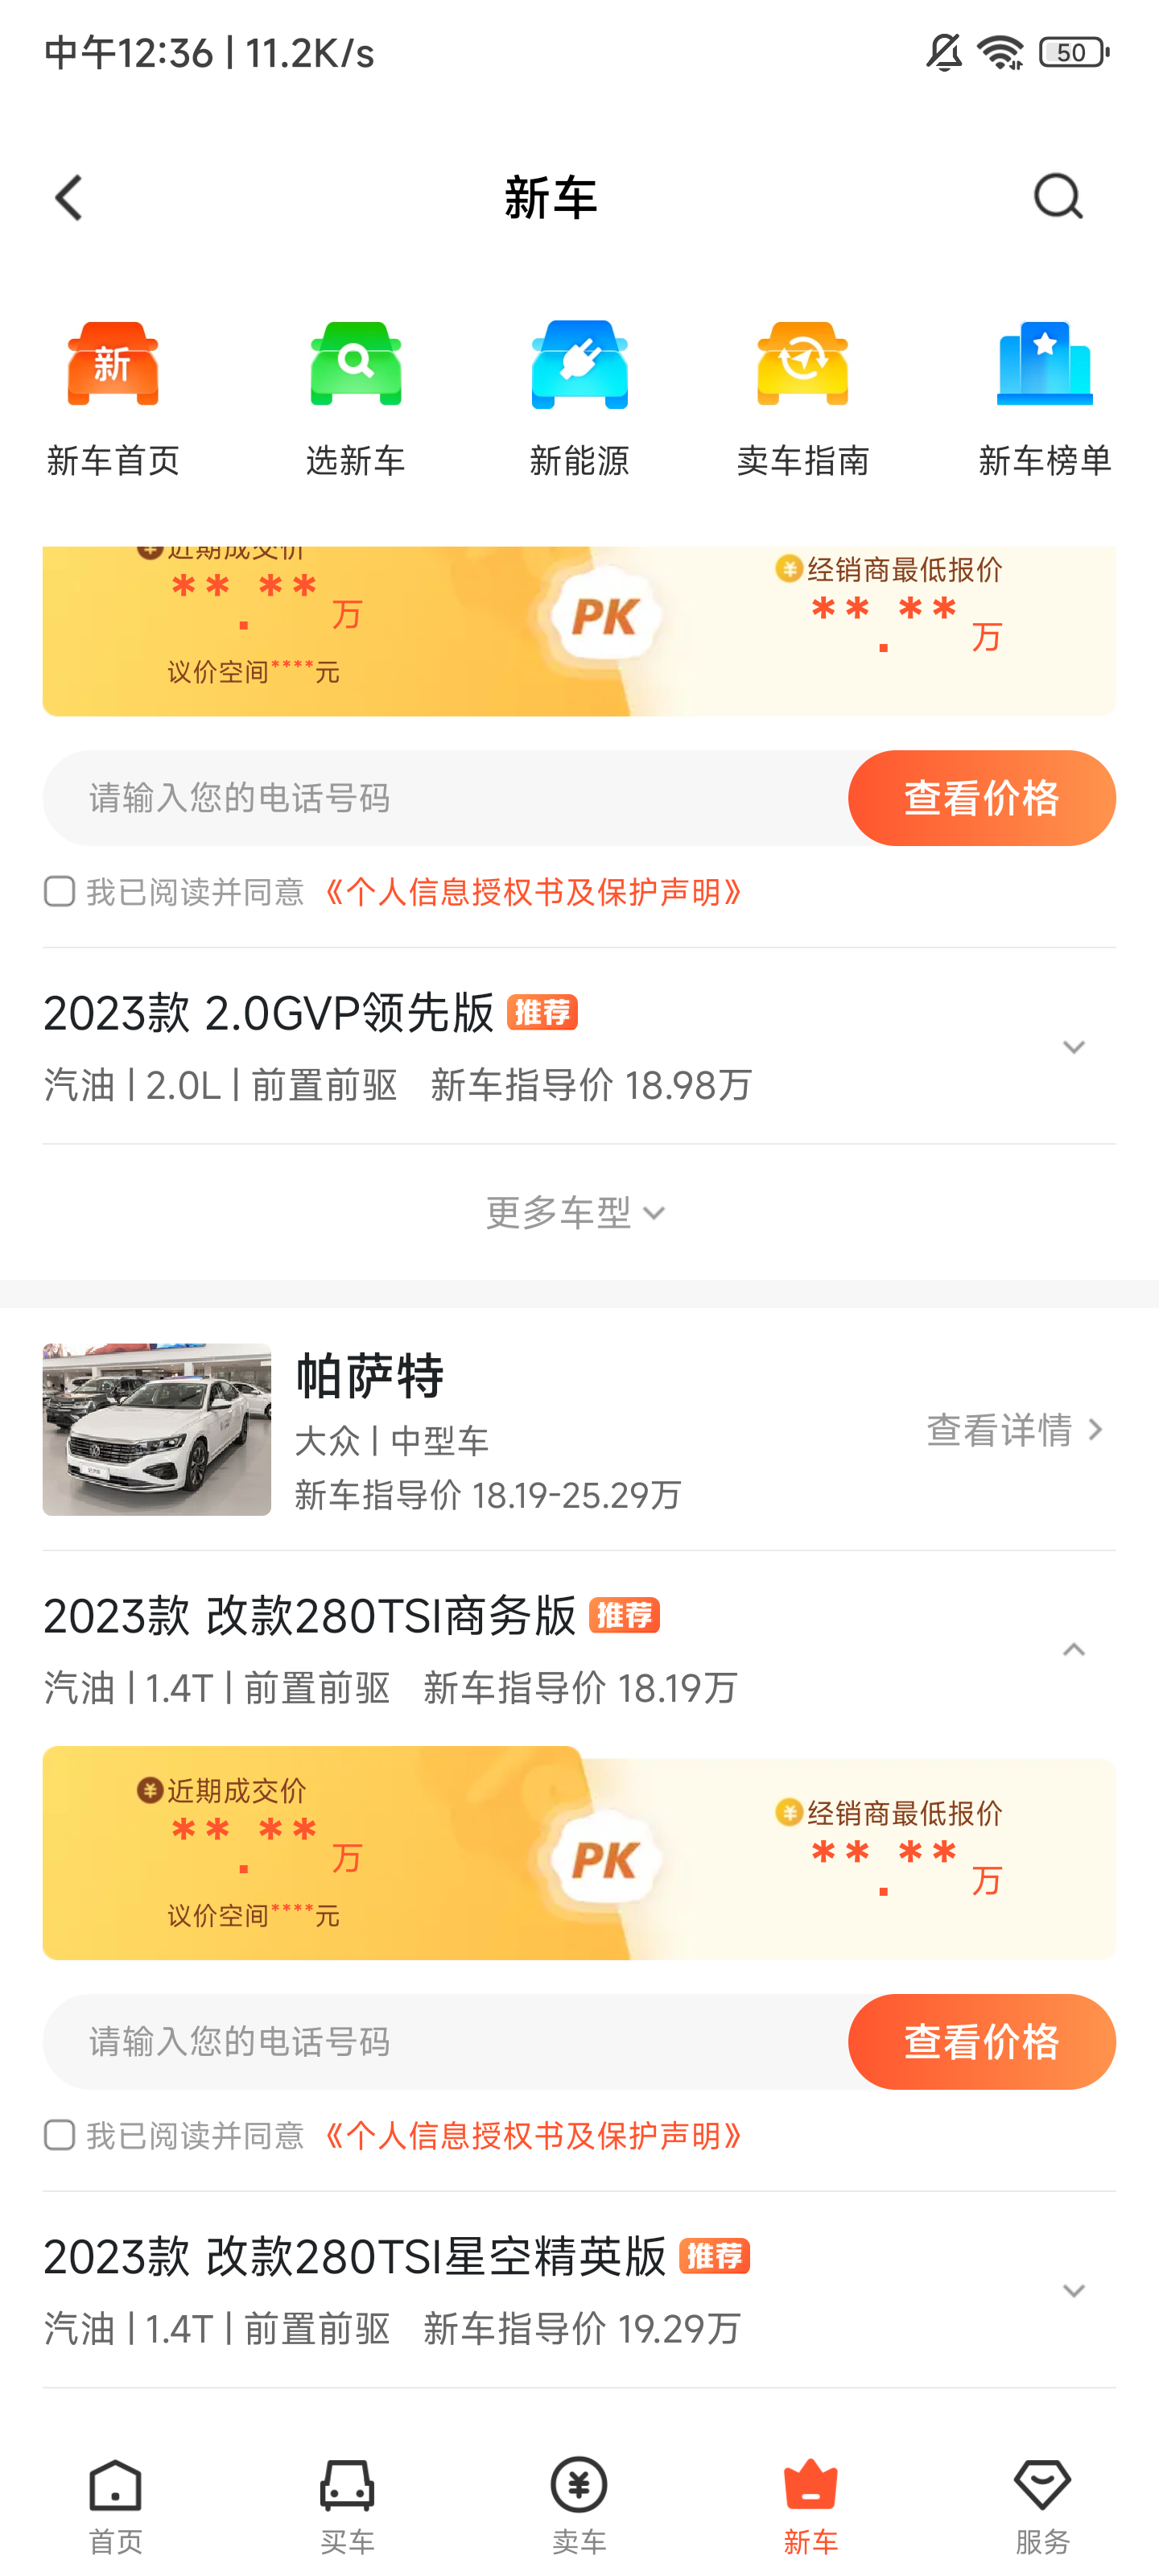 中午12:36 | 11.2K/s
50
新车
新
新车首页
选新车
新能源
卖车指南
新车榜单
近期成交价
经销商最低报价
** . ** 万
PK
** . ** 万
议价空间****元
请输入您的电话号码
查看价格
我已阅读并同意 《个人信息授权书及保护声明》
2023款 2.0GVP领先版 推荐
汽油 | 2.0L | 前置前驱 新车指导价 18.98万
更多车型
帕萨特
大众 | 中型车
查看详情
新车指导价 18.19-25.29万
2023款 改款280TSI商务版 推荐
汽油 | 1.4T | 前置前驱 新车指导价 18.19万
近期成交价
经销商最低报价
** . ** 万
PK
** . ** 万
议价空间****元
请输入您的电话号码
查看价格
我已阅读并同意 《个人信息授权书及保护声明》
2023款 改款280TSI星空精英版 推荐
汽油 | 1.4T | 前置前驱 新车指导价 19.29万
首页
买车
卖车
新车
服务